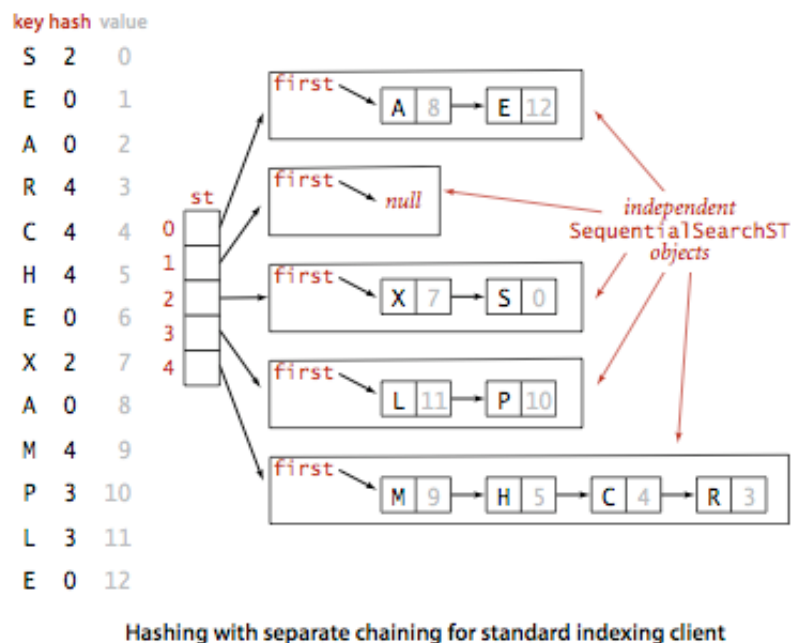 key hash value
S 2 0
E 0 1
A 0 2
R 4 3
C 4 4
H 4 5
E 0 6
X 2 7
A 0 8
M 4 9
P 3 10
L 3 11
E 0 12
st
0
1
2
3
4
first
A 8 E 12
first
null
first
X 7 S 0
first
L 11 P 10
first
M 9 H 5 C 4 R 3
independent
SequentialSearchST
objects
Hashing with separate chaining for standard indexing client